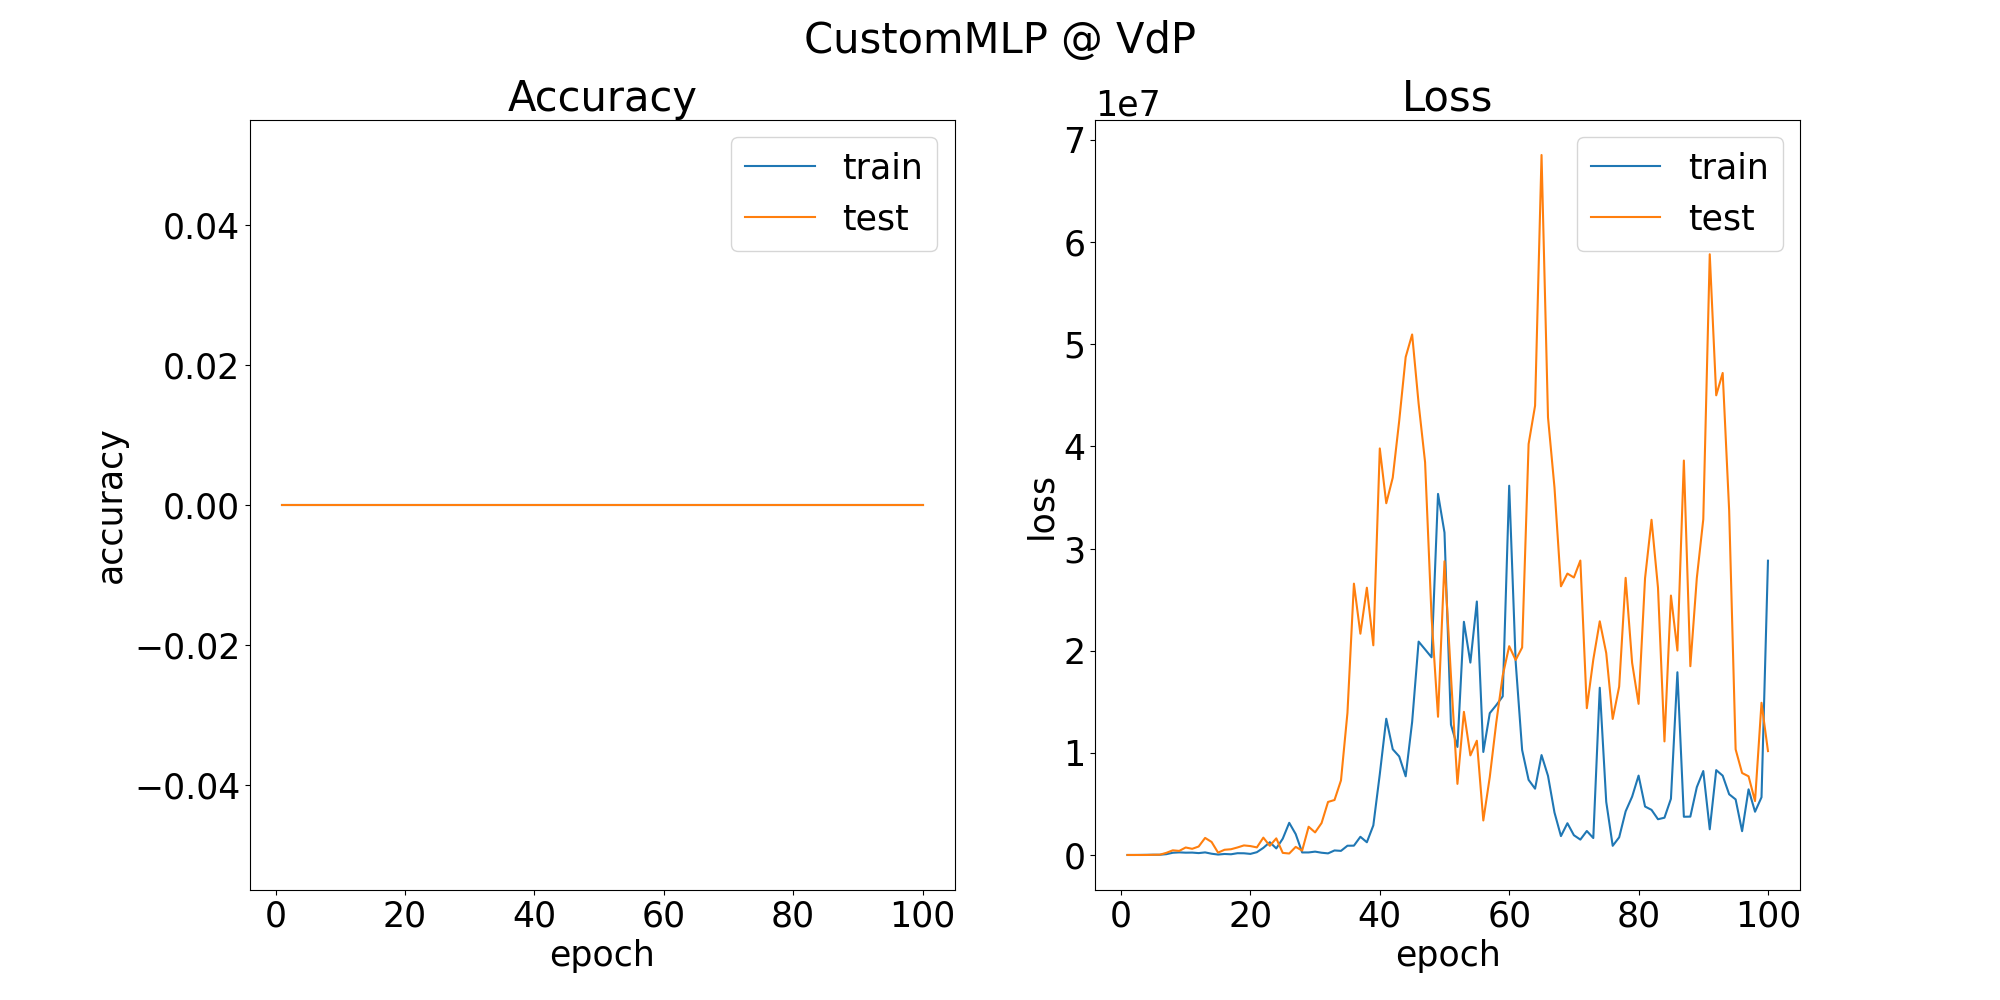 CustomMLP @ VdP
Accuracy
train
test
0.04
0.02
0.00
−0.02
−0.04
accuracy
0 20 40 60 80 100
epoch
Loss
1e7
train
test
7
6
5
4
3
2
1
0
loss
0 20 40 60 80 100
epoch